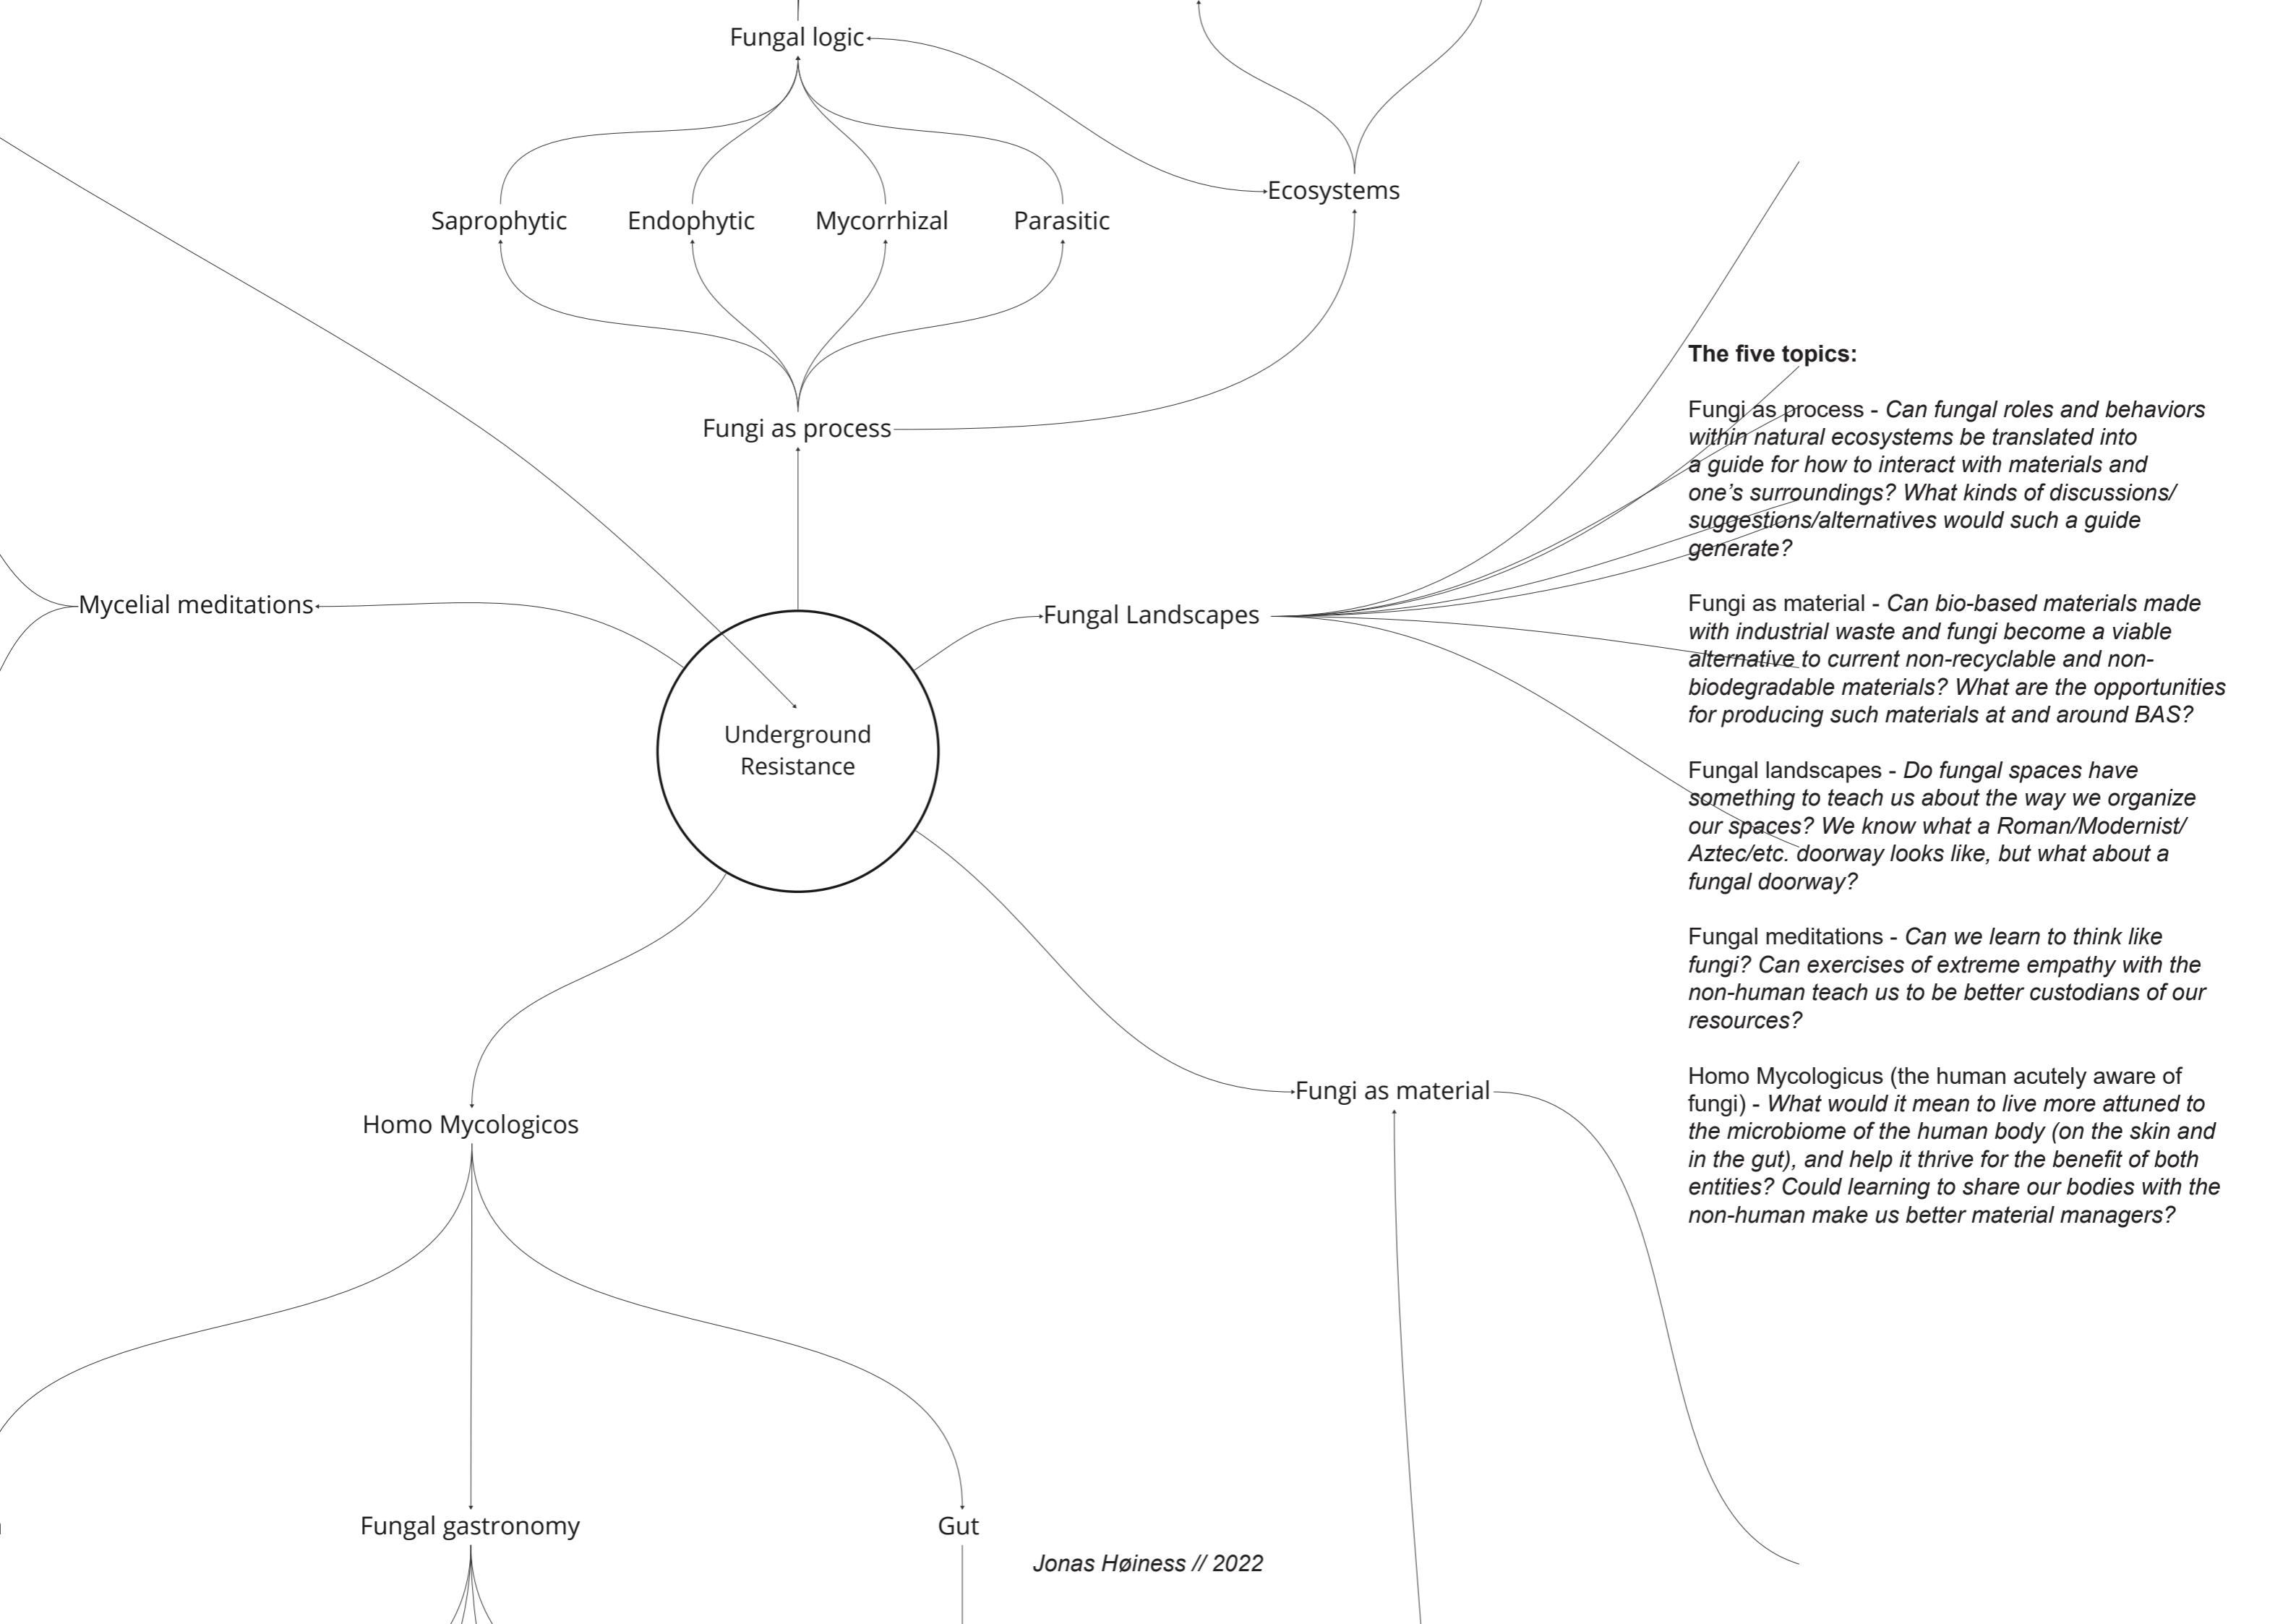 Fungal logic
Ecosystems
Saprophytic
Endophytic
Mycorrhizal
Parasitic
Fungi as process
Mycelial meditations
Fungal Landscapes
Underground
Resistance
Homo Mycologicos
Fungi as material
Fungal gastronomy
Gut
Jonas Høiness // 2022
The five topics:
Fungi as process - Can fungal roles and behaviors
within natural ecosystems be translated into
a guide for how to interact with materials and
one’s surroundings? What kinds of discussions/
suggestions/alternatives would such a guide
generate?
Fungi as material - Can bio-based materials made
with industrial waste and fungi become a viable
alternative to current non-recyclable and non-
biodegradable materials? What are the opportunities
for producing such materials at and around BAS?
Fungal landscapes - Do fungal spaces have
something to teach us about the way we organize
our spaces? We know what a Roman/Modernist/
Aztec/etc. doorway looks like, but what about a
fungal doorway?
Fungal meditations - Can we learn to think like
fungi? Can exercises of extreme empathy with the
non-human teach us to be better custodians of our
resources?
Homo Mycologicus (the human acutely aware of
fungi) - What would it mean to live more attuned to
the microbiome of the human body (on the skin and
in the gut), and help it thrive for the benefit of both
entities? Could learning to share our bodies with the
non-human make us better material managers?